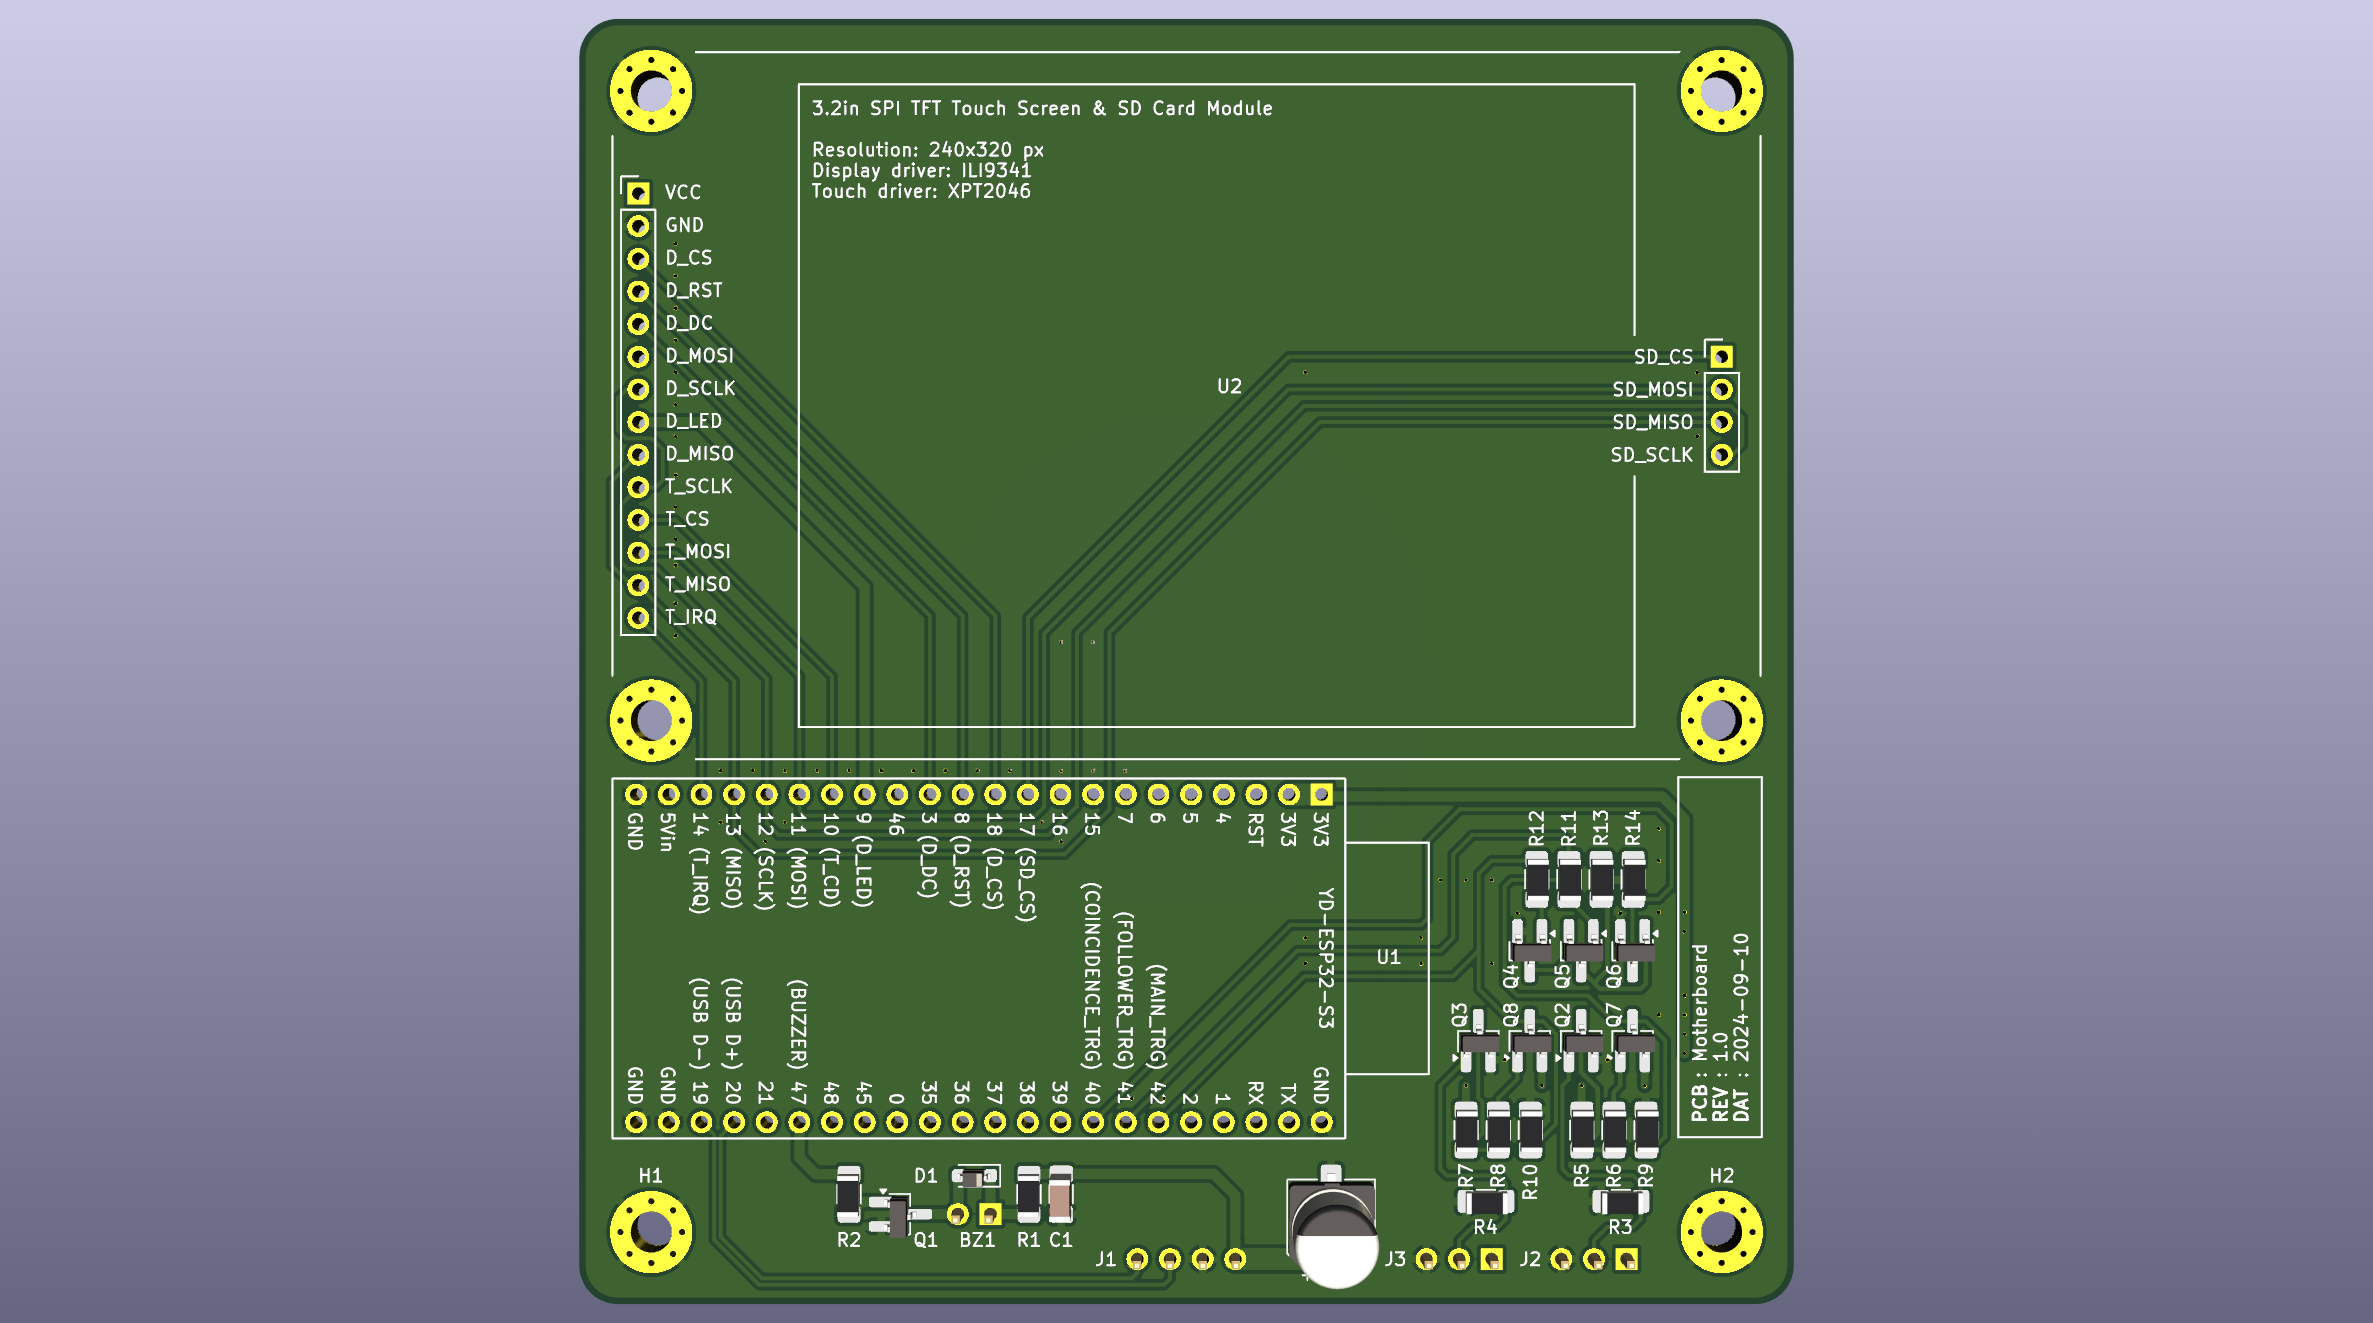 3.2in SPI TFT Touch Screen & SD Card Module
Resolution: 240x320 px
Display driver: ILI9341
Touch driver: XPT2046
VCC
GND
D_CS
D_RST
D_DC
D_MOSI
D_SCLK
D_LED
D_MISO
T_SCLK
T_CS
T_MOSI
T_MISO
T_IRQ
U2
SD_CS
SD_MOSI
SD_MISO
SD_SCLK
GND
5Vin
14 (T_IRQ)
13 (MISO)
12 (SCLK)
11 (MOSI)
10 (T_CD)
9 (D_LED)
46
3 (D_DC)
8 (D_RST)
18 (D_CS)
17 (SD_CS)
16
15
7
6
5
4
RST
3V3
3V3
YD-ESP32-S3
U1
GND
GND
(USB D-) 19
(USB D+) 20
21
(BUZZER) 47
48
45
0
35
36
37
38
39
(COINCIDENCE_TRG) 40
(FOLLOWER_TRG) 41
(MAIN_TRG) 42
2
1
RX
TX
GND
R12
R11
R13
R14
Q4
Q5
Q6
Q3
Q8
Q2
Q7
R7
R8
R10
R5
R6
R9
R4
R3
PCB : Motherboard
REV : 1.0
DAT : 2024-09-10
H1
H2
D1
R2
Q1
BZ1
R1
C1
J1
+
J3
J2